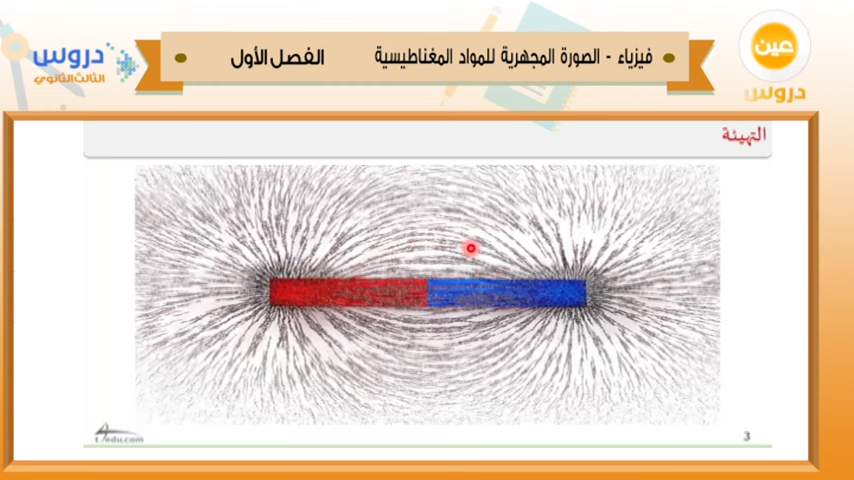 فيزياء - الصورة المجهرية للمواد المغناطيسية
الفصل الأول
عين
دروس
دروس
الثالث الثانوي
التهيئة
t4edu.com
3